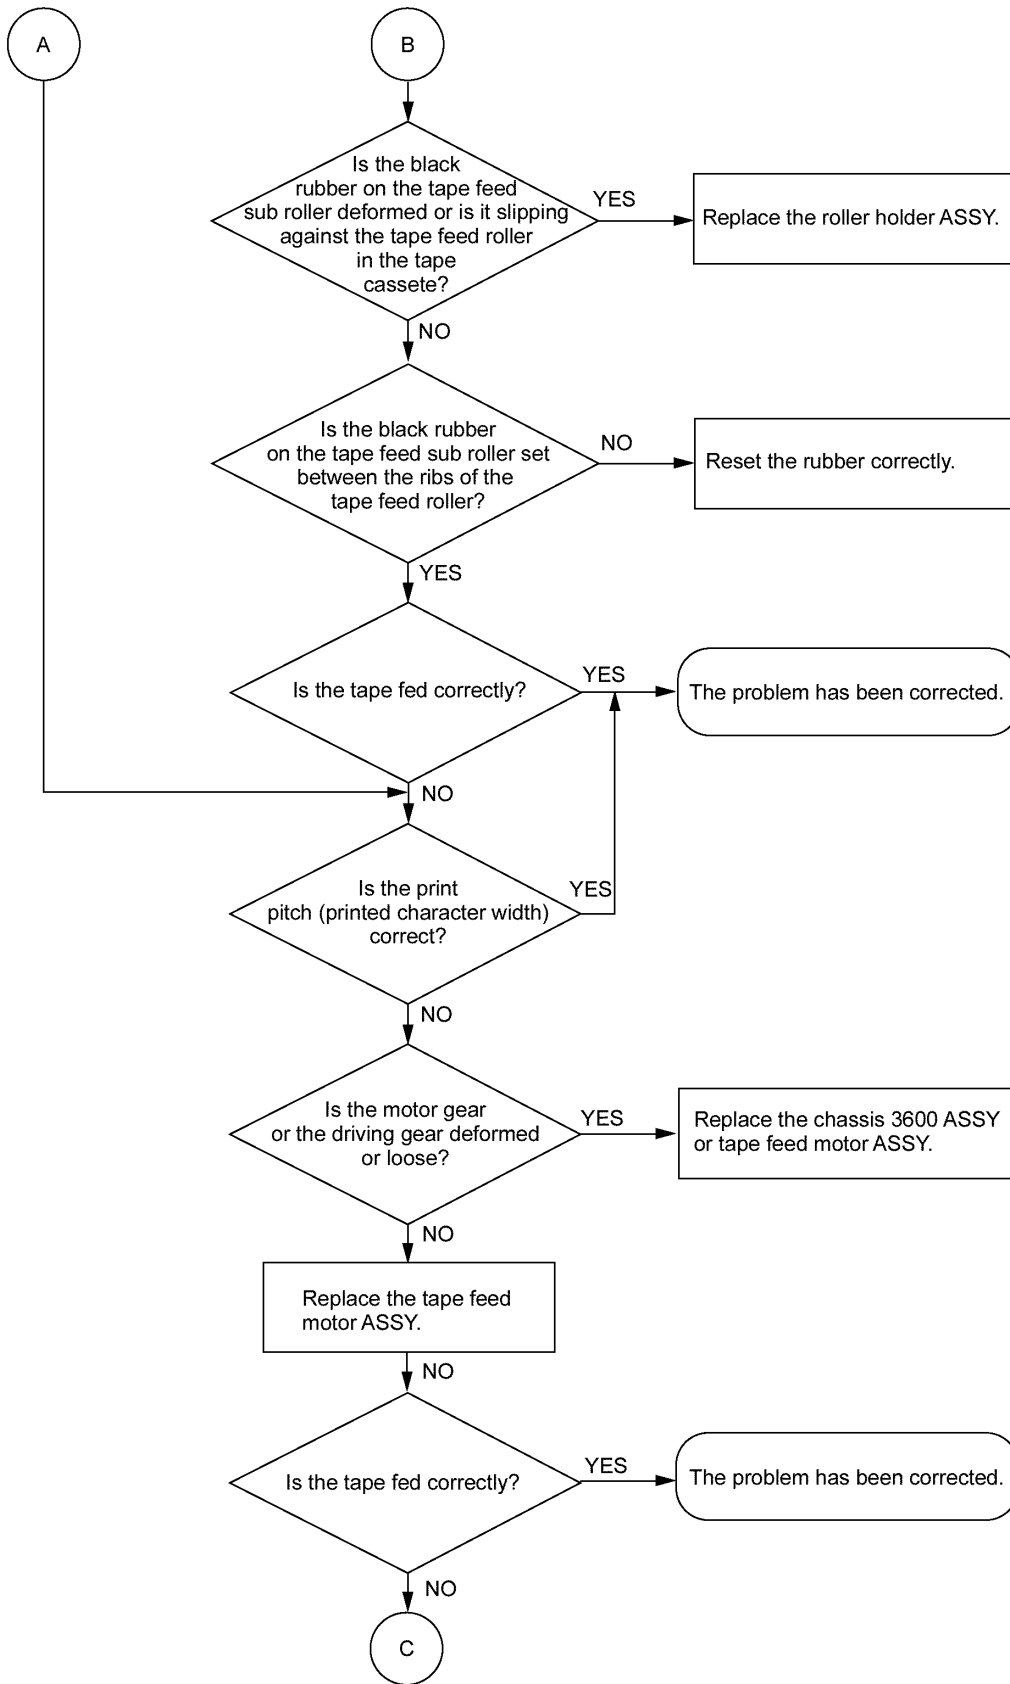 A
B
Is the black
rubber on the tape feed
sub roller deformed or is it slipping
against the tape feed roller
in the tape
cassete?
YES
Replace the roller holder ASSY.
NO
Is the black rubber
on the tape feed sub roller set
between the ribs of the
tape feed roller?
NO
Reset the rubber correctly.
YES
Is the tape fed correctly?
YES
The problem has been corrected.
NO
Is the print
pitch (printed character width)
correct?
YES
NO
Is the motor gear
or the driving gear deformed
or loose?
YES
Replace the chassis 3600 ASSY
or tape feed motor ASSY.
NO
Replace the tape feed
motor ASSY.
NO
Is the tape fed correctly?
YES
The problem has been corrected.
NO
C